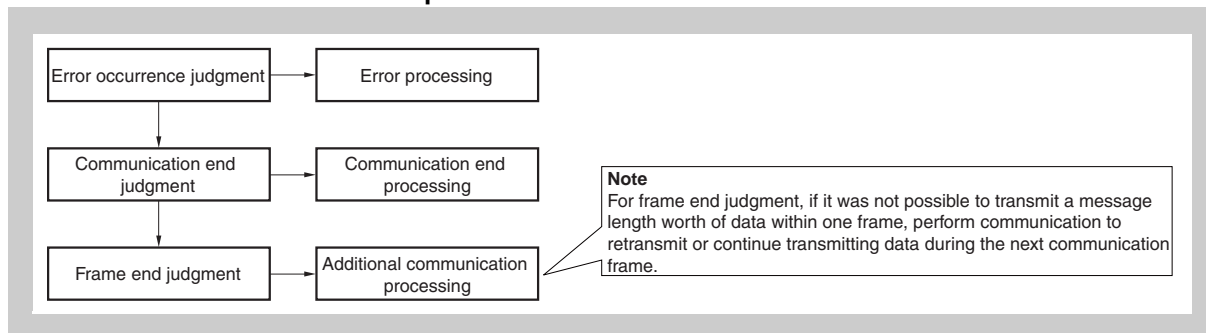 Error occurrence judgment
Error processing
Communication end
judgment
Communication end
processing
Frame end judgment
Additional communication
processing
Note
For frame end judgment, if it was not possible to transmit a message
length worth of data within one frame, perform communication to
retransmit or continue transmitting data during the next communication
frame.